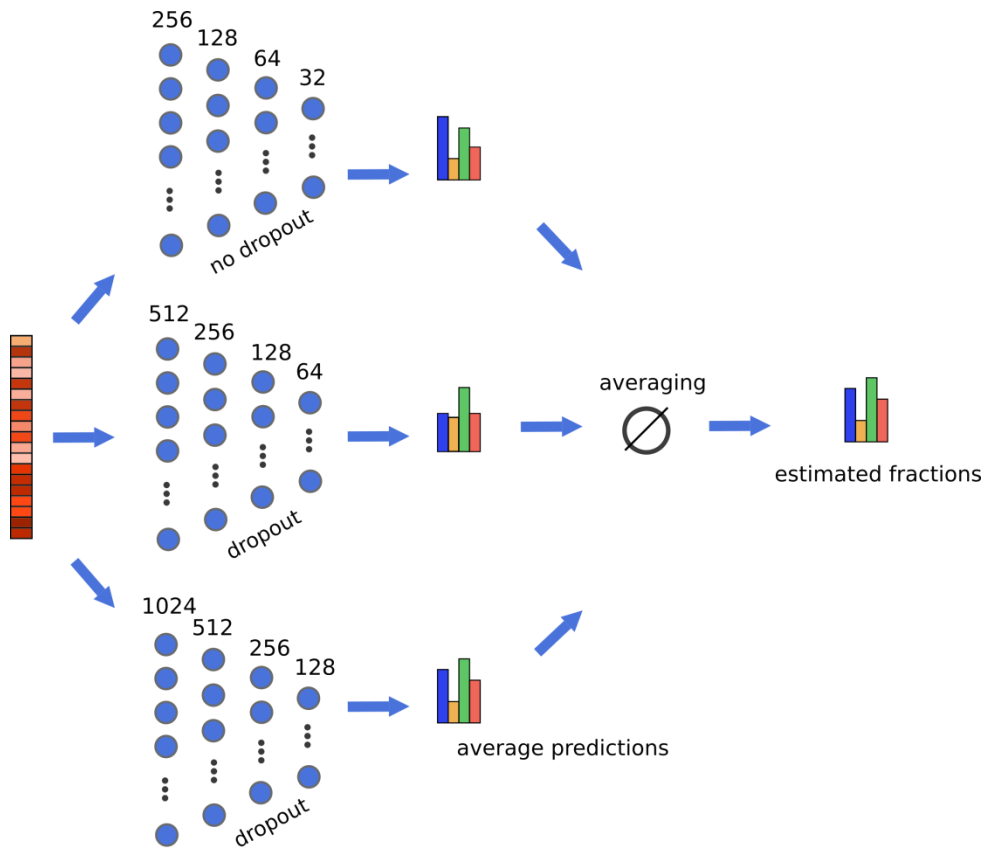 256
128
64
32
no dropout
512
256
128
64
dropout
averaging
estimated fractions
1024
512
256
128
dropout
average predictions